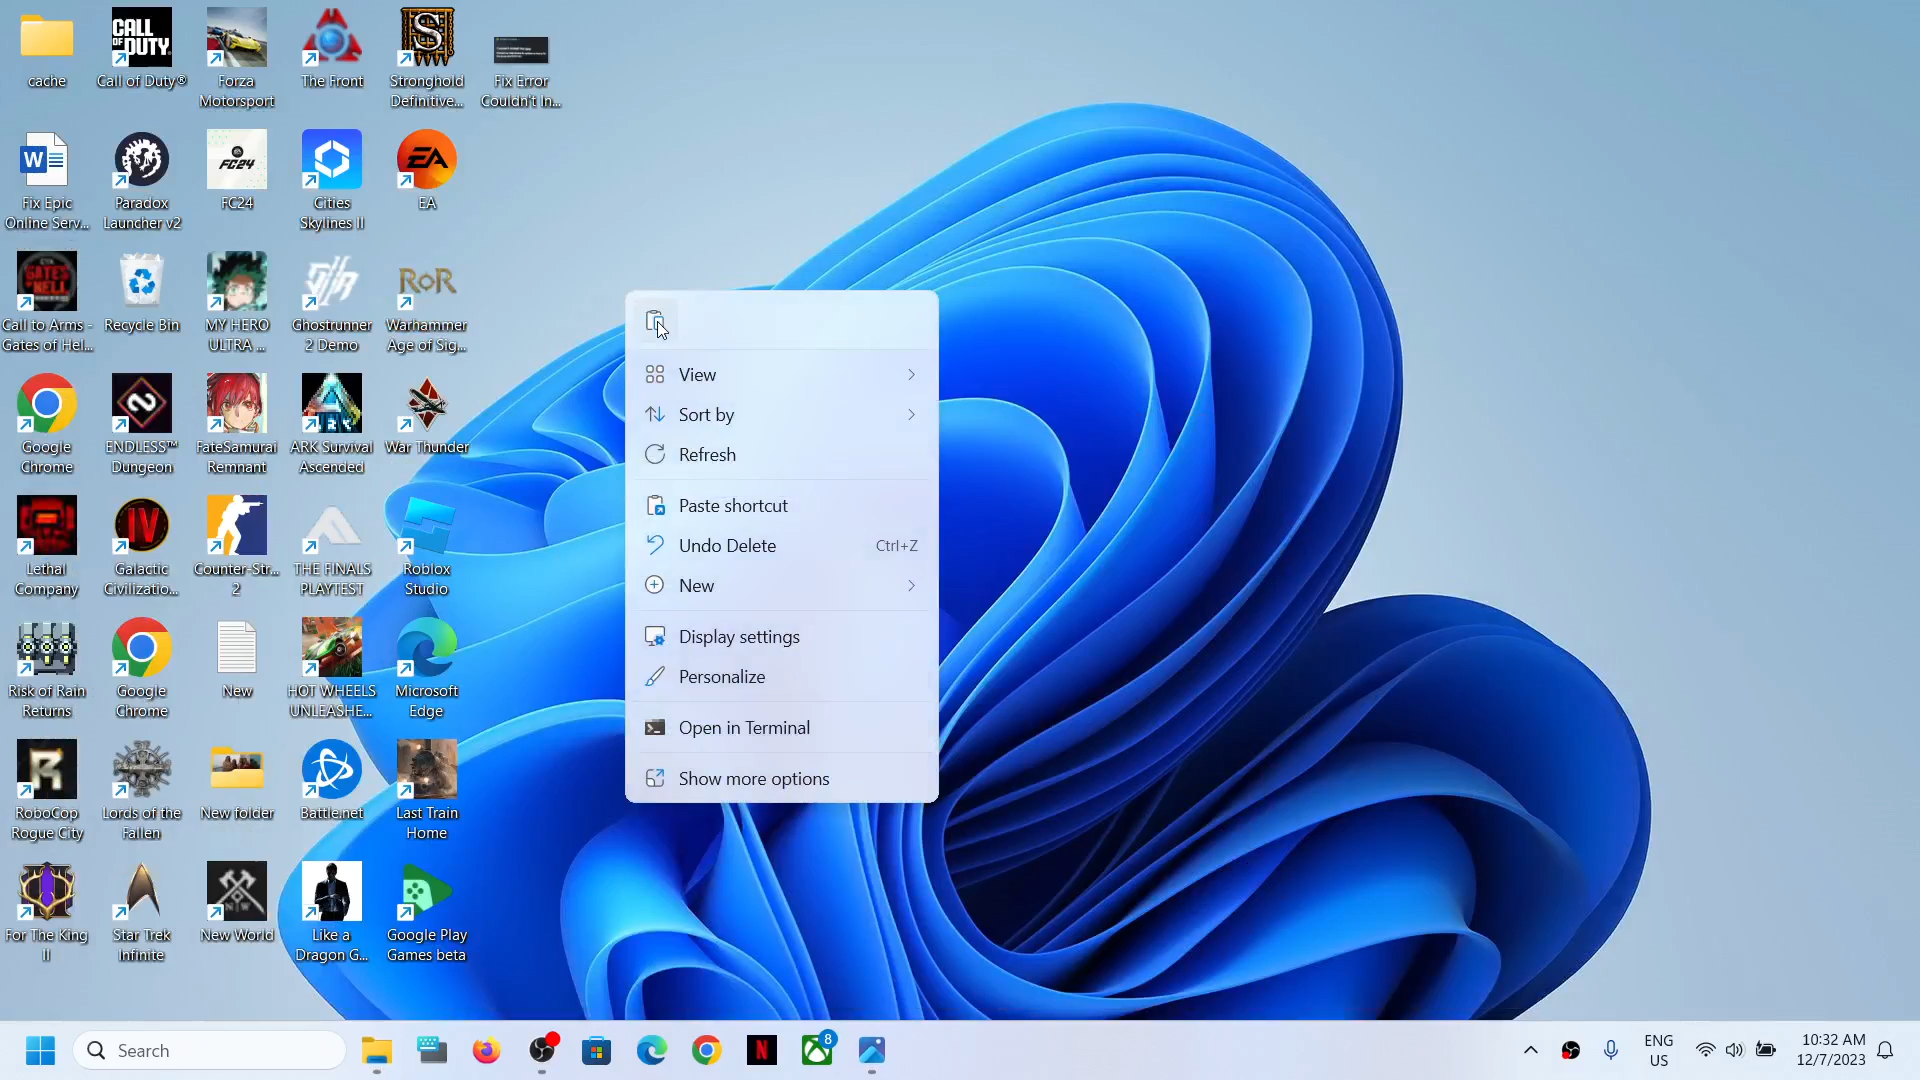 cache
CALL OF DUTY
Call of Duty®
Forza
Motorsport
The Front
S
Stronghold
Definitive...
Fix Error
Couldn't In...
W
Fix Epic
Online Serv...
Paradox
Launcher v2
FC24
FC24
Cities
Skylines II
EA
EA
GATES
HELL
Call to Arms -
Gates of Hel...
Recycle Bin
MY HERO
ULTRA ...
Ghostrunner
2 Demo
ROR
Warhammer
Age of Sig...
Google
Chrome
ENDLESS™
Dungeon
FateSamurai
Remnant
ARK Survival
Ascended
War Thunder
Lethal
Company
IV
Galactic
Civilizatio...
Counter-Str...
2
THE FINALS
PLAYTEST
Roblox
Studio
Risk of Rain
Returns
Google
Chrome
New
HOT WHEELS
UNLEASHE...
Microsoft
Edge
R
RoboCop
Rogue City
Lords of the
Fallen
New folder
Battle.net
Last Train
Home
For The King
II
Star Trek
Infinite
New World
Like a
Dragon G...
Google Play
Games beta
View
Sort by
Refresh
Paste shortcut
Undo Delete Ctrl+Z
New
Display settings
Personalize
Open in Terminal
Show more options
Search
N
8
ENG
US
10:32 AM
12/7/2023